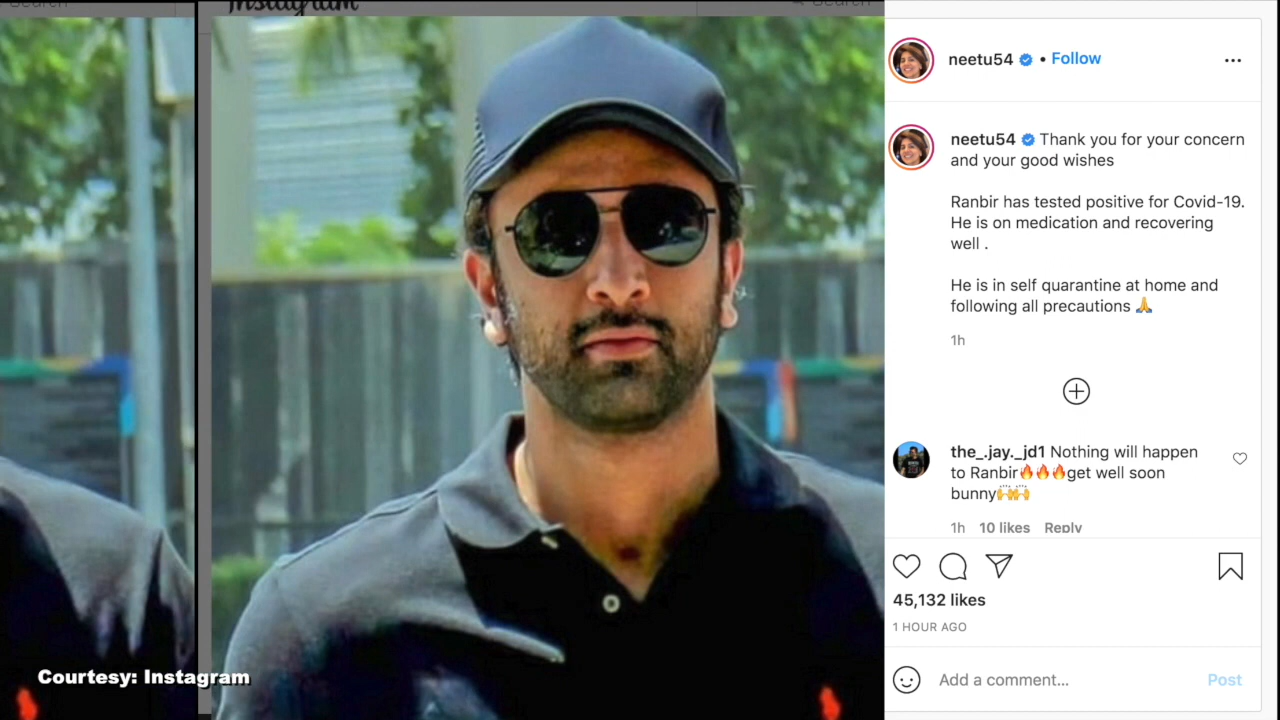 Search
Instagram
Search
neetu54 • Follow
neetu54 Thank you for your concern
and your good wishes
Ranbir has tested positive for Covid-19.
He is on medication and recovering
well .
He is in self quarantine at home and
following all precautions 🙏
1h
the_.jay._jd1 Nothing will happen
to Ranbir🔥🔥🔥get well soon
bunny🙌🙌
1h 10 likes Reply
45,132 likes
1 HOUR AGO
Add a comment... Post
Courtesy: Instagram